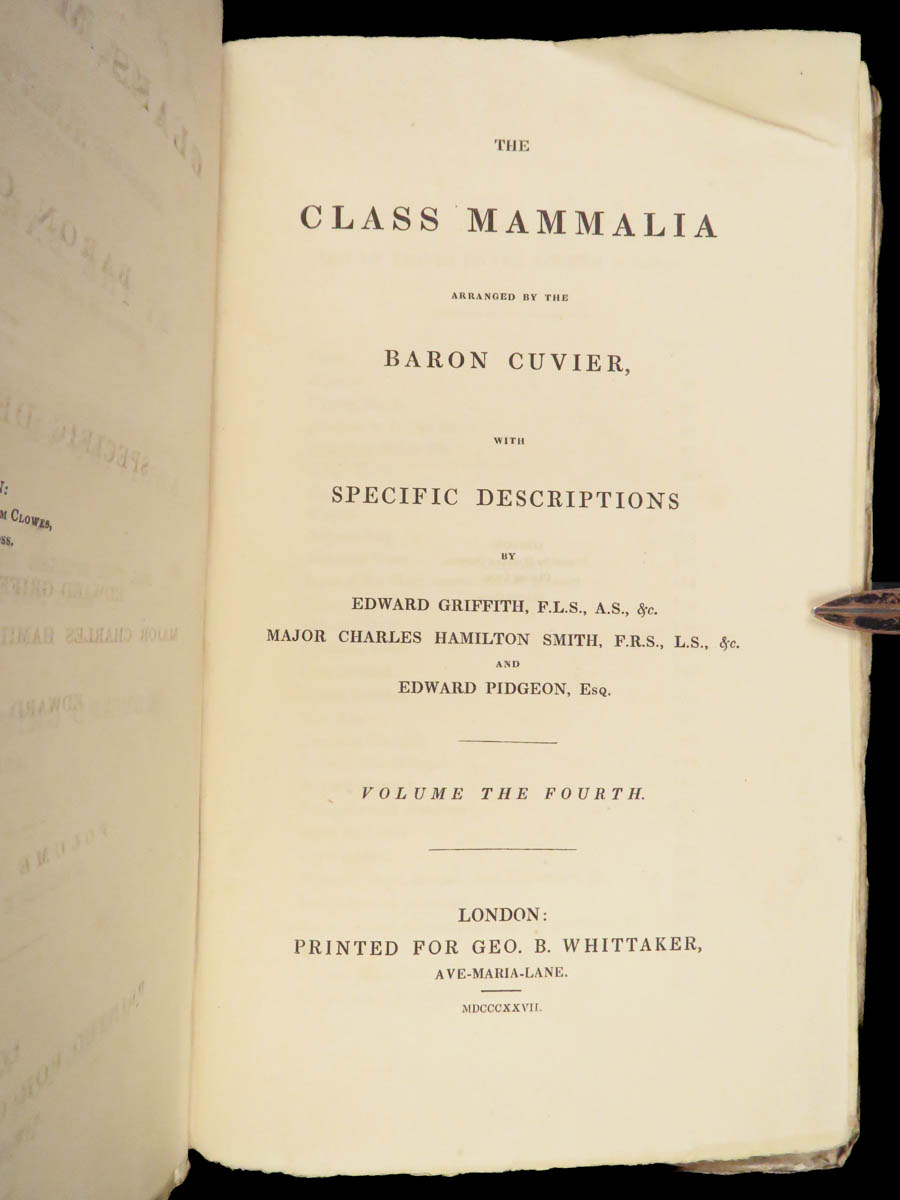 THE
CLASS MAMMALIA
ARRANGED BY THE
BARON CUVIER,
WITH
SPECIFIC DESCRIPTIONS
BY
EDWARD GRIFFITH, F.L.S., A.S., &c.
MAJOR CHARLES HAMILTON SMITH, F.R.S., L.S., &c.
AND
EDWARD PIDGEON, Esq.
VOLUME THE FOURTH.
LONDON:
PRINTED FOR GEO. B. WHITTAKER,
AVE-MARIA-LANE.
MDCCCXXVII.
CLOWES,